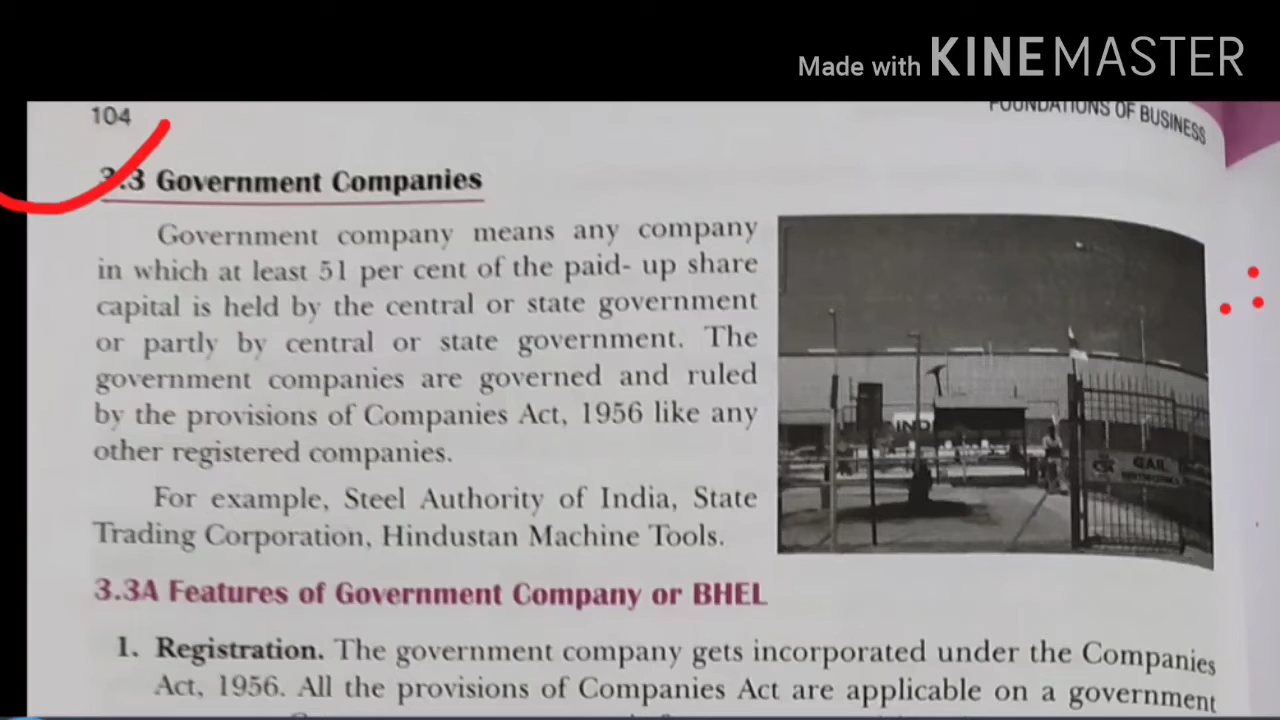 Made with KINEMASTER
104
FOUNDATIONS OF BUSINESS
3.3 Government Companies
Government company means any company
in which at least 51 per cent of the paid- up share
capital is held by the central or state government
or partly by central or state government. The
government companies are governed and ruled
by the provisions of Companies Act, 1956 like any
other registered companies.
For example, Steel Authority of India, State
Trading Corporation, Hindustan Machine Tools.
GAIL
3.3A Features of Government Company or BHEL
1. Registration. The government company gets incorporated under the Companies
Act, 1956. All the provisions of Companies Act are applicable on a government